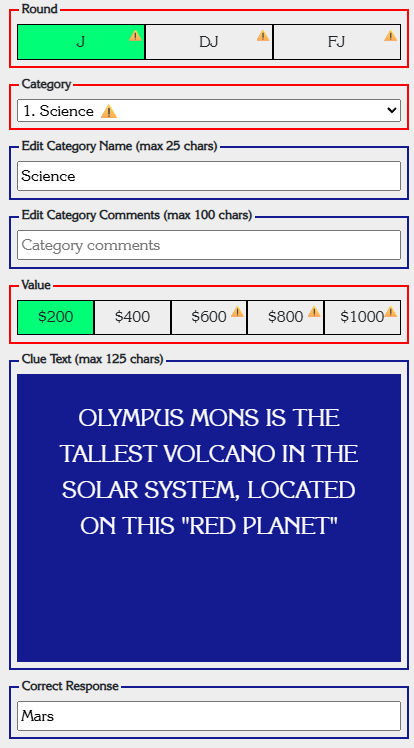 Round
J ⚠️ DJ ⚠️ FJ ⚠️
Category
1. Science ⚠️
Edit Category Name (max 25 chars)
Science
Edit Category Comments (max 100 chars)
Category comments
Value
$200 $400 $600 ⚠️ $800 ⚠️ $1000 ⚠️
Clue Text (max 125 chars)
OLYMPUS MONS IS THE
TALLEST VOLCANO IN THE
SOLAR SYSTEM, LOCATED
ON THIS "RED PLANET"
Correct Response
Mars